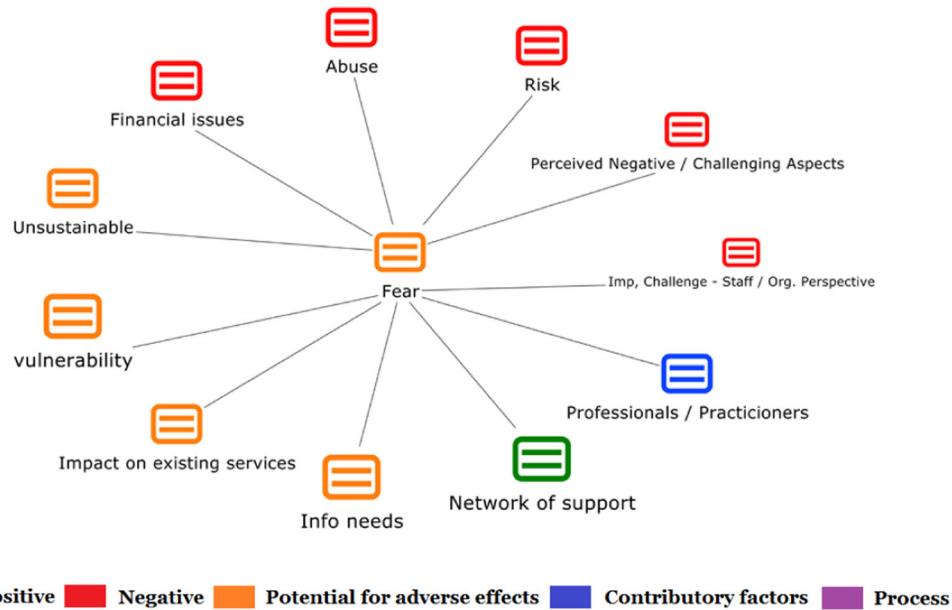 Abuse
Risk
Financial issues
Perceived Negative / Challenging Aspects
Unsustainable
Fear
Imp, Challenge - Staff / Org. Perspective
vulnerability
Professionals / Practicioners
Impact on existing services
Network of support
Info needs
ositive Negative Potential for adverse effects Contributory factors Process